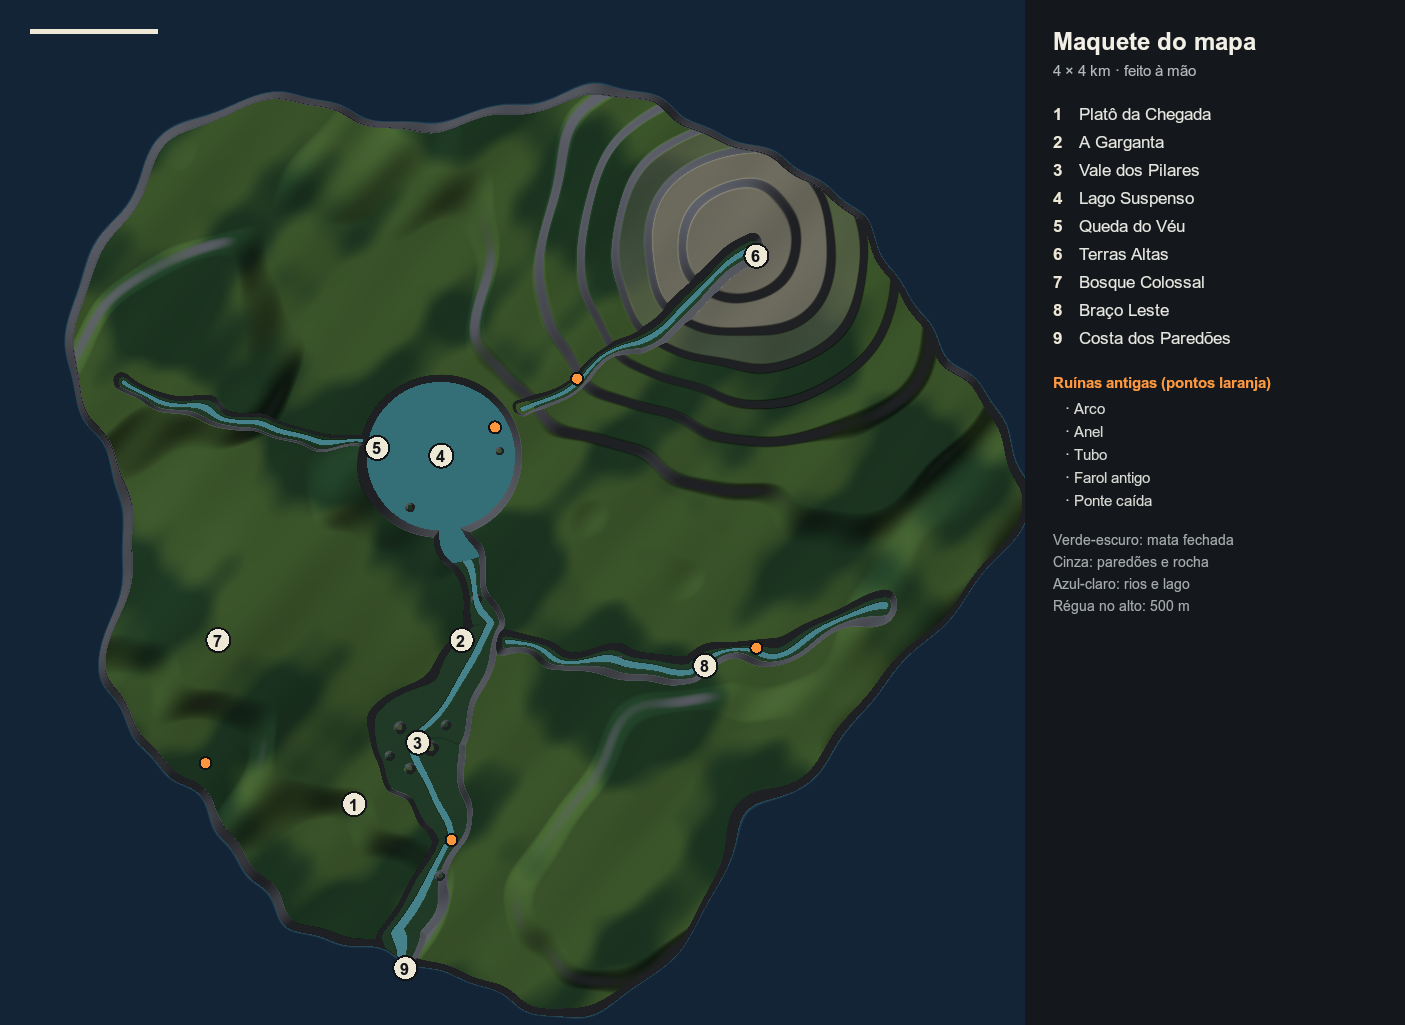 Maquete do mapa
4 × 4 km · feito à mão
1 Platô da Chegada
2 A Garganta
3 Vale dos Pilares
4 Lago Suspenso
5 Queda do Véu
6 Terras Altas
7 Bosque Colossal
8 Braço Leste
9 Costa dos Paredões
Ruínas antigas (pontos laranja)
· Arco
· Anel
· Tubo
· Farol antigo
· Ponte caída
Verde-escuro: mata fechada
Cinza: paredões e rocha
Azul-claro: rios e lago
Régua no alto: 500 m
6
5
4
7
2
8
3
1
9